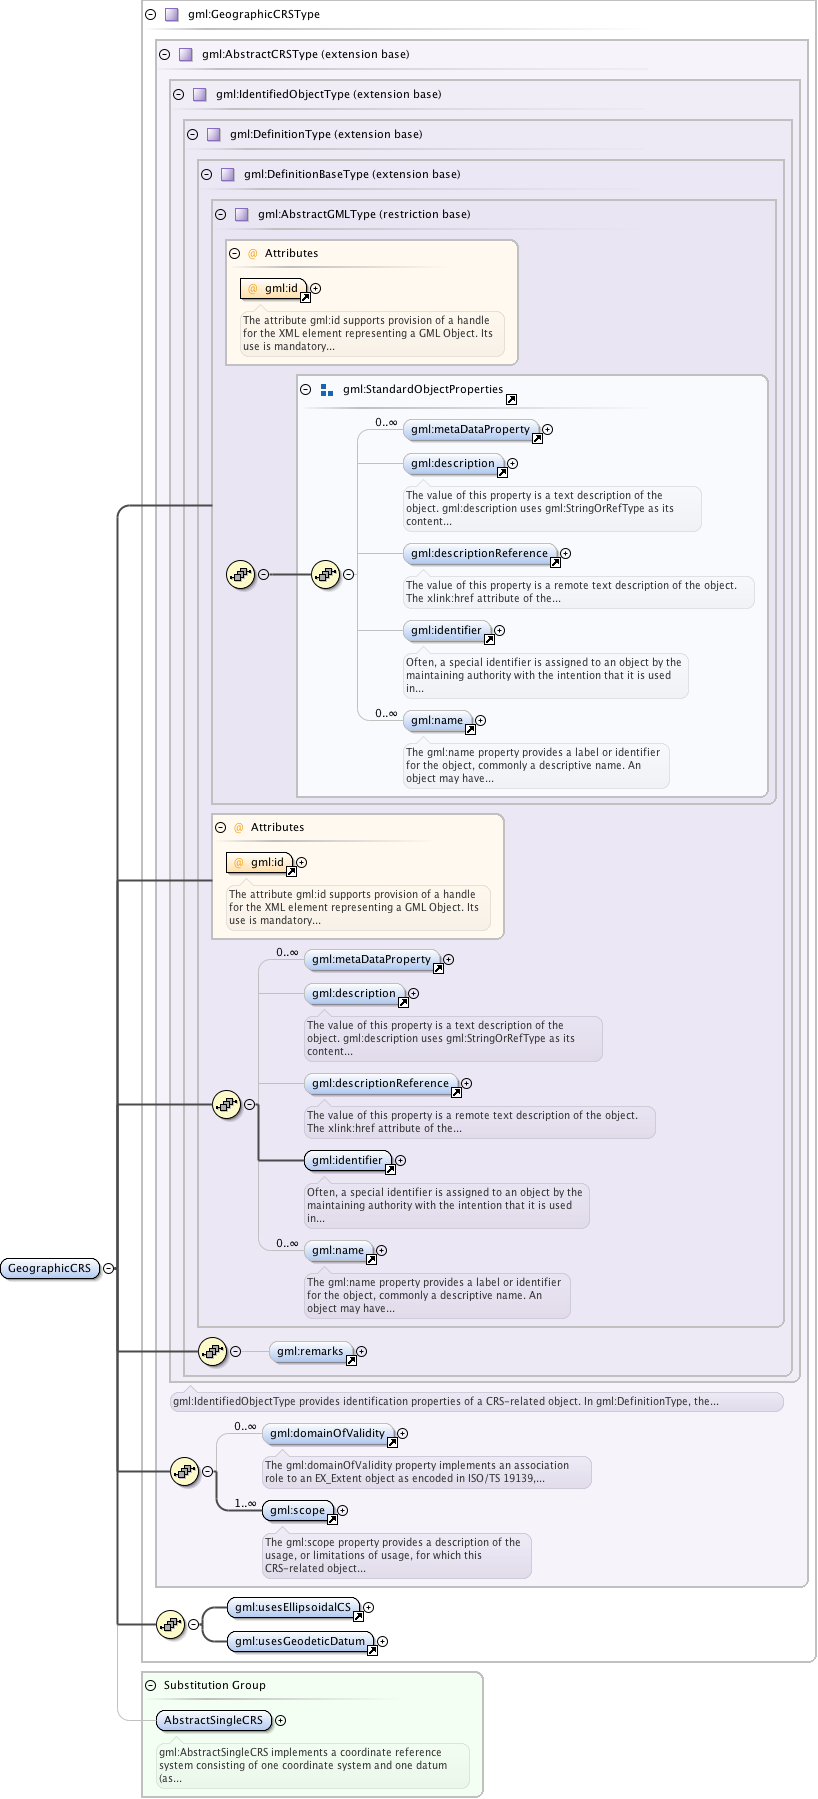 gml:GeographicCRSType
gml:AbstractCRSType (extension base)
gml:IdentifiedObjectType (extension base)
gml:DefinitionType (extension base)
gml:DefinitionBaseType (extension base)
gml:AbstractGMLType (restriction base)
@ Attributes
@ gml:id
The attribute gml:id supports provision of a handle
for the XML element representing a GML Object. Its
use is mandatory...
gml:StandardObjectProperties
0..∞
gml:metaDataProperty
gml:description
The value of this property is a text description of the
object. gml:description uses gml:StringOrRefType as its
content...
gml:descriptionReference
The value of this property is a remote text description of the object.
The xlink:href attribute of the...
gml:identifier
Often, a special identifier is assigned to an object by the
maintaining authority with the intention that it is used
in...
0..∞
gml:name
The gml:name property provides a label or identifier
for the object, commonly a descriptive name. An
object may have...
@ Attributes
@ gml:id
The attribute gml:id supports provision of a handle
for the XML element representing a GML Object. Its
use is mandatory...
0..∞
gml:metaDataProperty
gml:description
The value of this property is a text description of the
object. gml:description uses gml:StringOrRefType as its
content...
gml:descriptionReference
The value of this property is a remote text description of the object.
The xlink:href attribute of the...
gml:identifier
Often, a special identifier is assigned to an object by the
maintaining authority with the intention that it is used
in...
0..∞
gml:name
GeographicCRS
The gml:name property provides a label or identifier
for the object, commonly a descriptive name. An
object may have...
gml:remarks
gml:IdentifiedObjectType provides identification properties of a CRS-related object. In gml:DefinitionType, the...
0..∞
gml:domainOfValidity
The gml:domainOfValidity property implements an association
role to an EX_Extent object as encoded in ISO/TS 19139,...
1..∞
gml:scope
The gml:scope property provides a description of the
usage, or limitations of usage, for which this
CRS-related object...
gml:usesEllipsoidalCS
gml:usesGeodeticDatum
Substitution Group
AbstractSingleCRS
gml:AbstractSingleCRS implements a coordinate reference
system consisting of one coordinate system and one datum
(as...